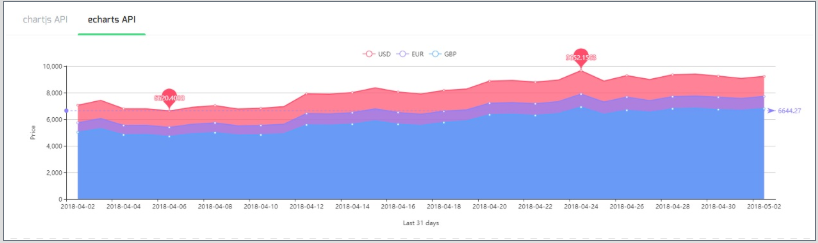 chartjs API echarts API
USD EUR GBP
Price
10,000
8,000
6,000
4,000
2,000
0
6644.27
2018-04-02 2018-04-04 2018-04-06 2018-04-08 2018-04-10 2018-04-12 2018-04-14 2018-04-16 2018-04-18 2018-04-20 2018-04-22 2018-04-24 2018-04-26 2018-04-28 2018-04-30 2018-05-02
Last 31 days